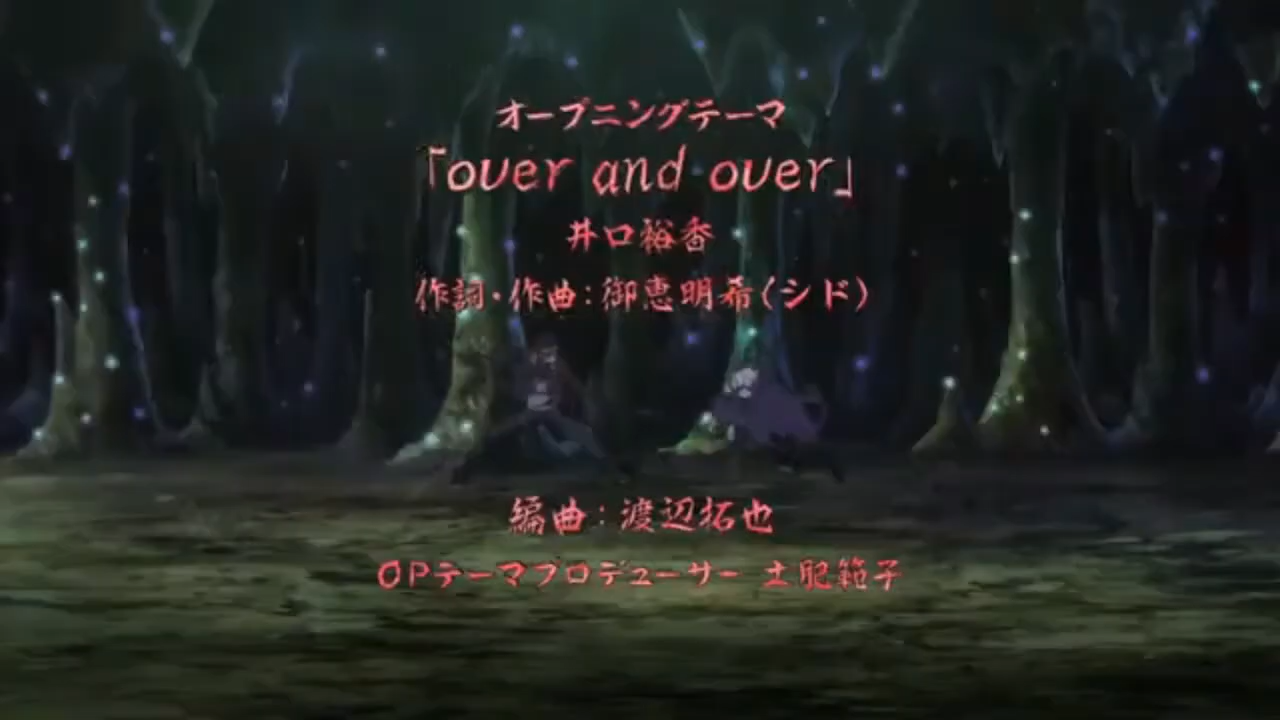 オープニングテーマ
「over and over」
井口裕香
作詞・作曲:御恵明希(シド)
編曲:渡辺拓也
OPテーマプロデューサー 土肥範子